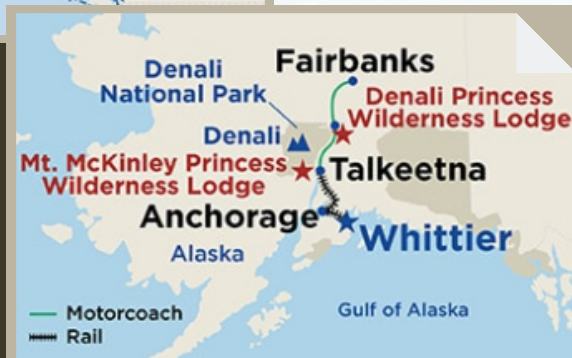 Fairbanks
Denali
National Park
Denali Princess
Wilderness Lodge
Denali
Mt. McKinley Princess
Wilderness Lodge
Talkeetna
Anchorage
Whittier
Alaska
Gulf of Alaska
Motorcoach
Rail